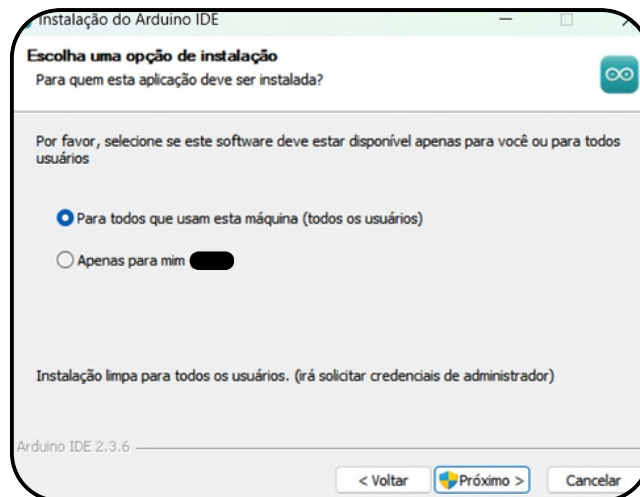 Instalação do Arduino IDE
Escolha uma opção de instalação
Para quem esta aplicação deve ser instalada?
Por favor, selecione se este software deve estar disponível apenas para você ou para todos
usuários
Para todos que usam esta máquina (todos os usuários)
Apenas para mim
Instalação limpa para todos os usuários. (irá solicitar credenciais de administrador)
Arduino IDE 2.3.6
< Voltar
Próximo >
Cancelar